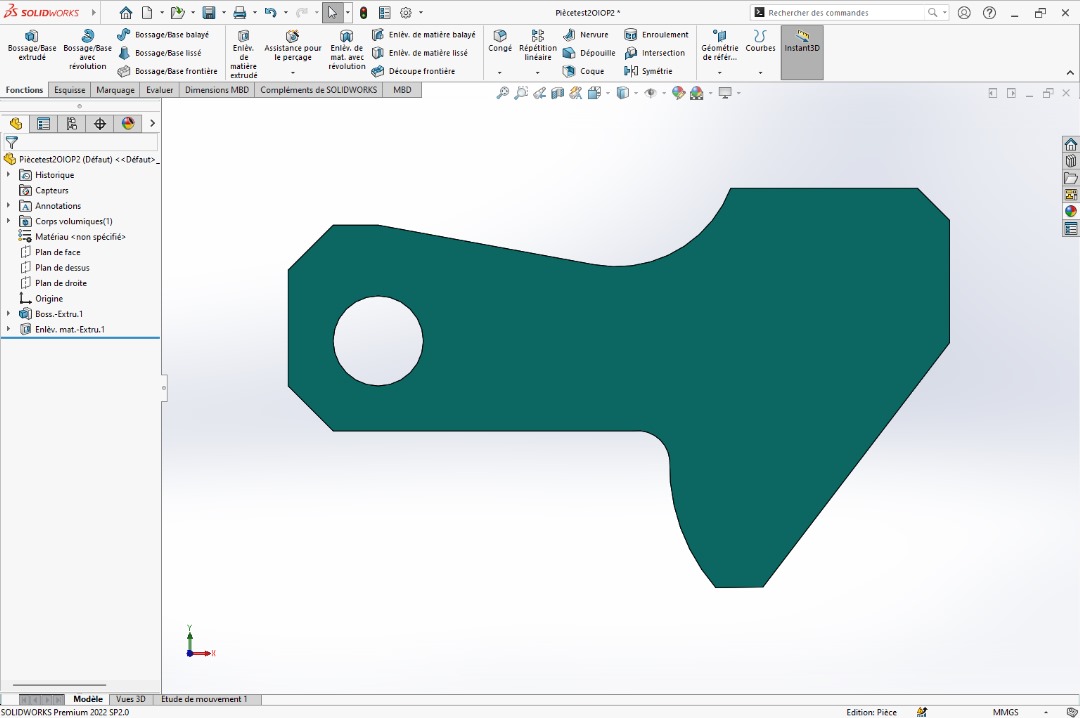 SOLIDWORKS
Piècetest2OIOP2 *
Rechercher des commandes
Bossage/Base extrudé
Bossage/Base avec révolution
Bossage/Base balayé
Bossage/Base lissé
Bossage/Base frontière
Enlèv. de matière extrudé
Assistance pour le perçage
Enlèv. de mat. avec révolution
Enlèv. de matière balayé
Enlèv. de matière lissé
Découpe frontière
Congé
Répétition linéaire
Nervure
Dépouille
Coque
Enroulement
Intersection
Symétrie
Géométrie de référ...
Courbes
Instant3D
Fonctions
Esquisse
Marquage
Evaluer
Dimensions MBD
Compléments de SOLIDWORKS
MBD
Piècetest2OIOP2 (Défaut) <<Défaut>_
Historique
Capteurs
Annotations
Corps volumiques(1)
Matériau <non spécifié>
Plan de face
Plan de dessus
Plan de droite
Origine
Boss.-Extru.1
Enlèv. mat.-Extru.1
Y
X
Modèle
Vues 3D
Etude de mouvement 1
SOLIDWORKS Premium 2022 SP2.0
Edition: Pièce
MMGS